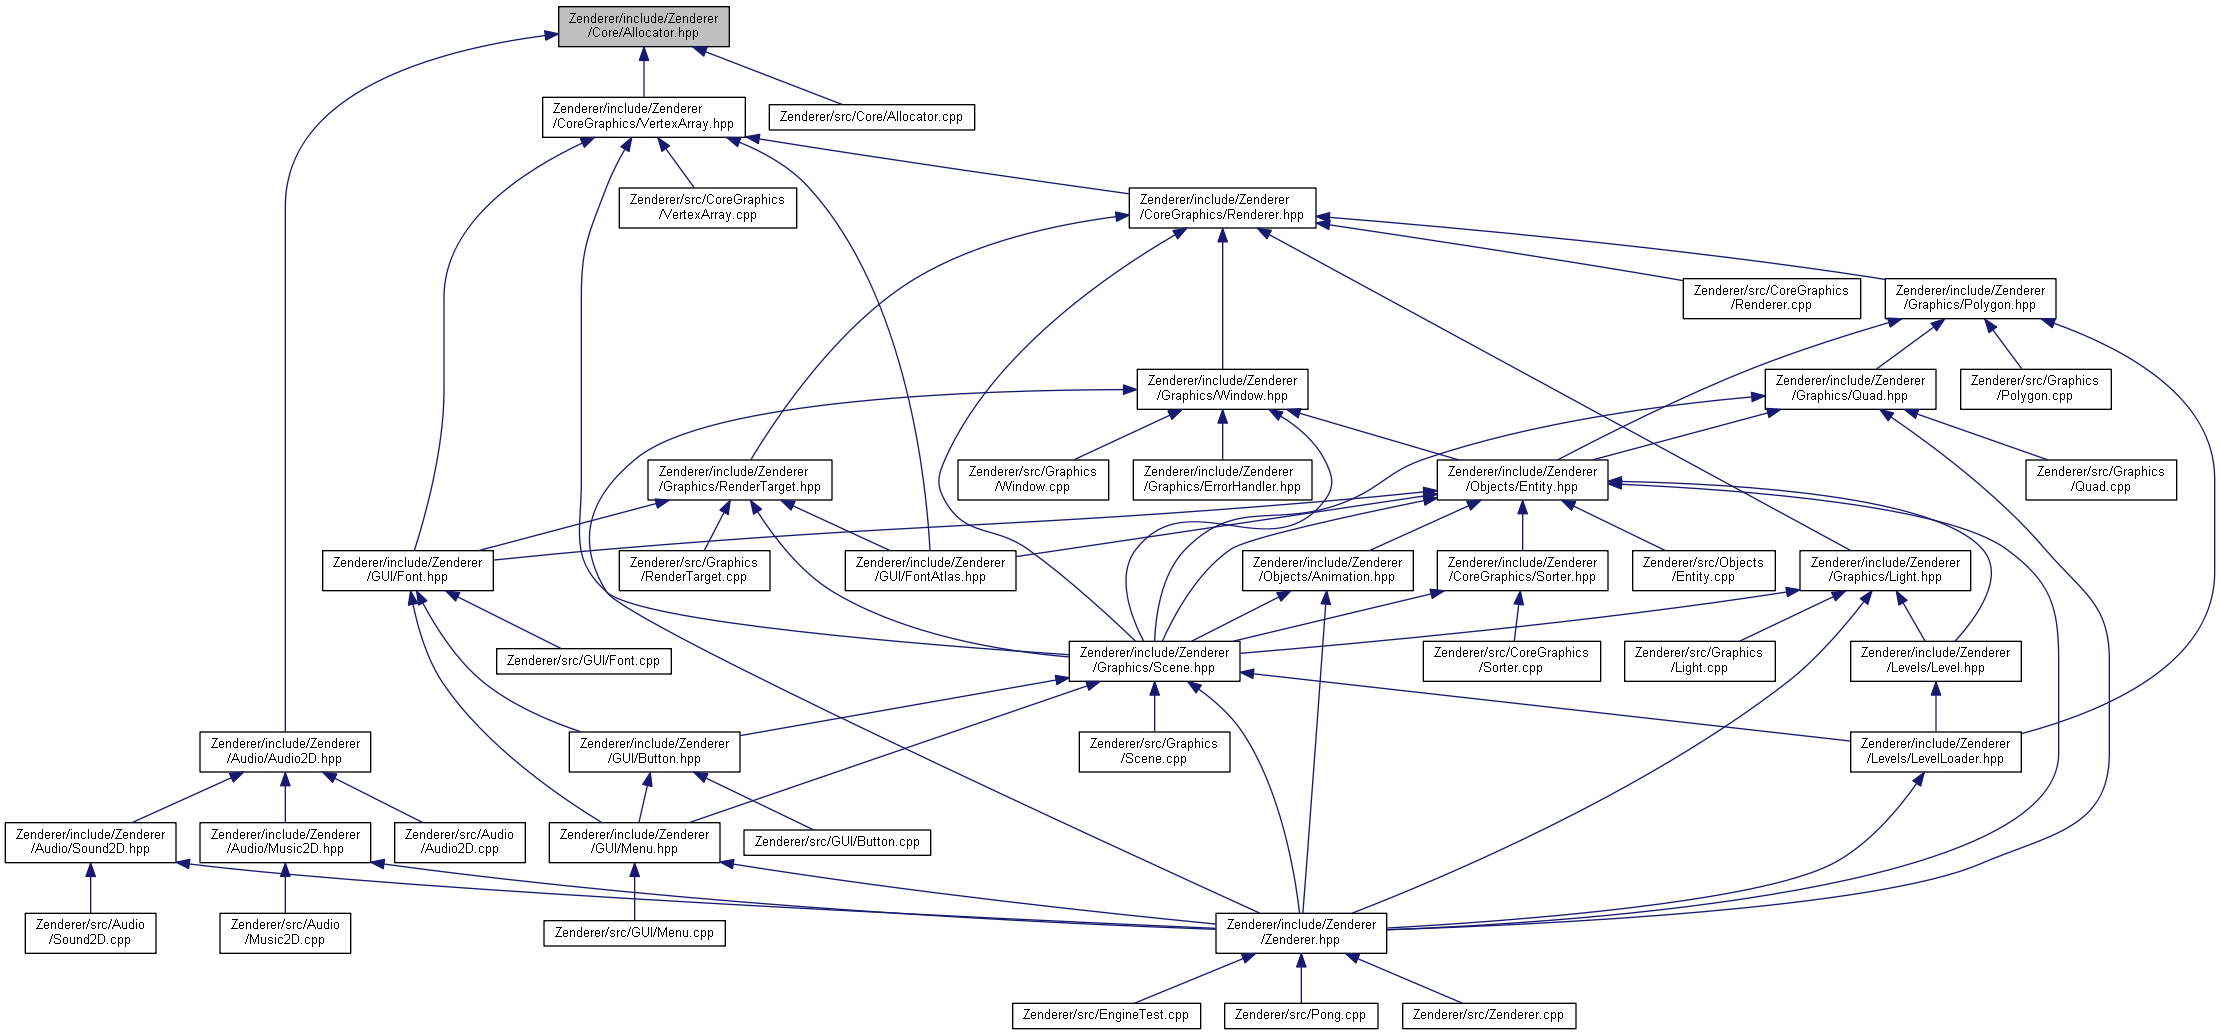 Zenderer/include/Zenderer
/Core/Allocator.hpp
Zenderer/include/Zenderer
/CoreGraphics/VertexArray.hpp
Zenderer/src/Core/Allocator.cpp
Zenderer/src/CoreGraphics
/VertexArray.cpp
Zenderer/include/Zenderer
/CoreGraphics/Renderer.hpp
Zenderer/src/CoreGraphics
/Renderer.cpp
Zenderer/include/Zenderer
/Graphics/Polygon.hpp
Zenderer/include/Zenderer
/Graphics/Window.hpp
Zenderer/include/Zenderer
/Graphics/Quad.hpp
Zenderer/src/Graphics
/Polygon.cpp
Zenderer/include/Zenderer
/Graphics/RenderTarget.hpp
Zenderer/src/Graphics
/Window.cpp
Zenderer/include/Zenderer
/Graphics/ErrorHandler.hpp
Zenderer/include/Zenderer
/Objects/Entity.hpp
Zenderer/src/Graphics
/Quad.cpp
Zenderer/include/Zenderer
/GUI/Font.hpp
Zenderer/src/Graphics
/RenderTarget.cpp
Zenderer/include/Zenderer
/GUI/FontAtlas.hpp
Zenderer/include/Zenderer
/Objects/Animation.hpp
Zenderer/include/Zenderer
/CoreGraphics/Sorter.hpp
Zenderer/src/Objects
/Entity.cpp
Zenderer/include/Zenderer
/Graphics/Light.hpp
Zenderer/src/GUI/Font.cpp
Zenderer/include/Zenderer
/Graphics/Scene.hpp
Zenderer/src/CoreGraphics
/Sorter.cpp
Zenderer/src/Graphics
/Light.cpp
Zenderer/include/Zenderer
/Levels/Level.hpp
Zenderer/include/Zenderer
/Audio/Audio2D.hpp
Zenderer/include/Zenderer
/GUI/Button.hpp
Zenderer/src/Graphics
/Scene.cpp
Zenderer/include/Zenderer
/Levels/LevelLoader.hpp
Zenderer/include/Zenderer
/Audio/Sound2D.hpp
Zenderer/include/Zenderer
/Audio/Music2D.hpp
Zenderer/src/Audio
/Audio2D.cpp
Zenderer/include/Zenderer
/GUI/Menu.hpp
Zenderer/src/GUI/Button.cpp
Zenderer/src/Audio
/Sound2D.cpp
Zenderer/src/Audio
/Music2D.cpp
Zenderer/src/GUI/Menu.cpp
Zenderer/include/Zenderer
/Zenderer.hpp
Zenderer/src/EngineTest.cpp
Zenderer/src/Pong.cpp
Zenderer/src/Zenderer.cpp